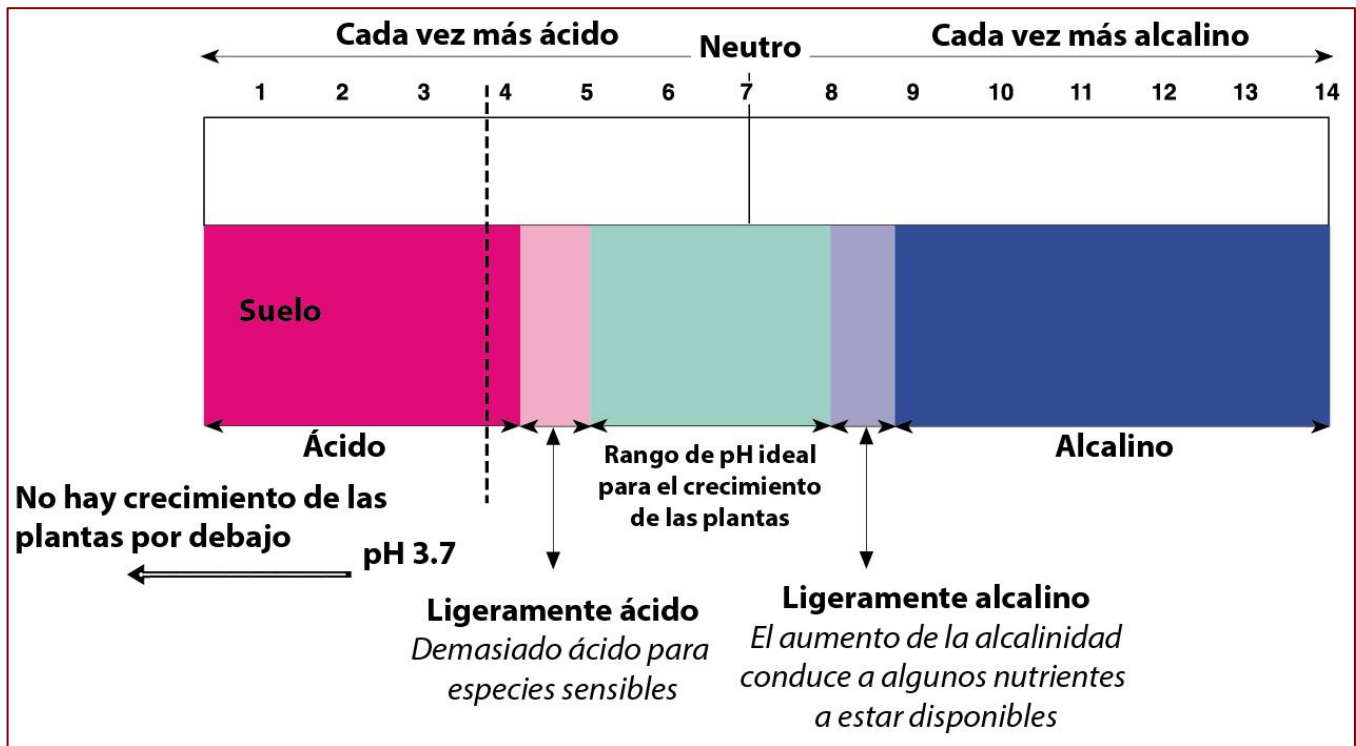 Cada vez más ácido
Neutro
Cada vez más alcalino
1 2 3 4 5 6 7 8 9 10 11 12 13 14
Suelo
Ácido
Rango de pH ideal
para el crecimiento
de las plantas
Alcalino
No hay crecimiento de las
plantas por debajo
pH 3.7
Ligeramente ácido
Demasiado ácido para
especies sensibles
Ligeramente alcalino
El aumento de la alcalinidad
conduce a algunos nutrientes
a estar disponibles